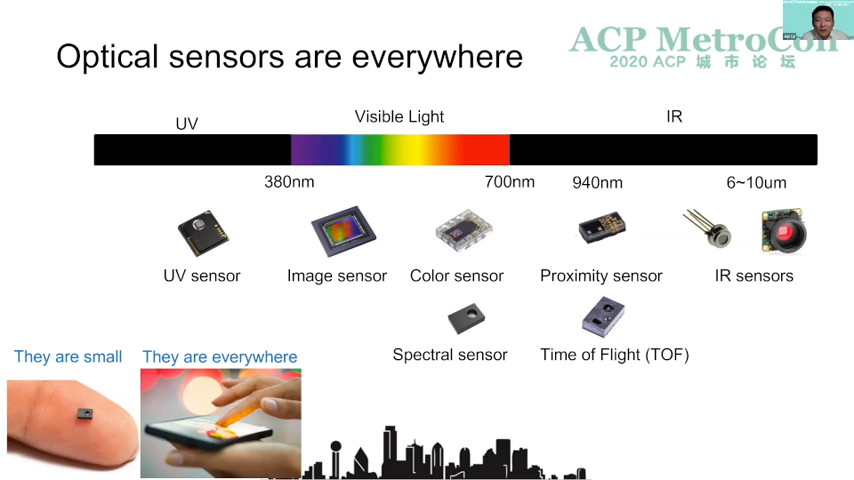 Optical sensors are everywhere
ACP MetroCon
2020 ACP 城市论坛
UV
Visible Light
IR
380nm
700nm
940nm
6~10um
UV sensor
Image sensor
Color sensor
Proximity sensor
IR sensors
Spectral sensor
Time of Flight (TOF)
They are small
They are everywhere